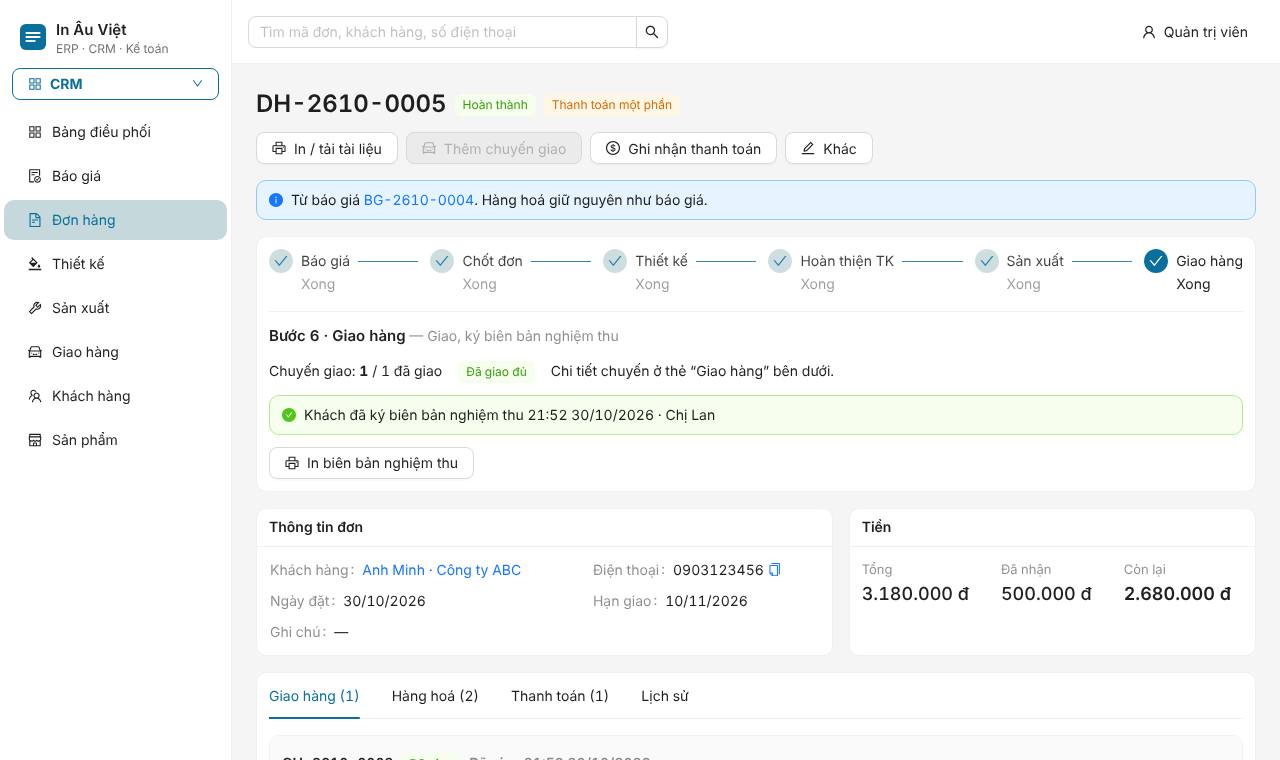 In Âu Việt
ERP · CRM · Kế toán
CRM
Bảng điều phối
Báo giá
Đơn hàng
Thiết kế
Sản xuất
Giao hàng
Khách hàng
Sản phẩm
Tìm mã đơn, khách hàng, số điện thoại
Quản trị viên
DH-2610-0005 Hoàn thành Thanh toán một phần
In / tải tài liệu Thêm chuyến giao Ghi nhận thanh toán Khác
Từ báo giá BG-2610-0004. Hàng hoá giữ nguyên như báo giá.
Báo giá Chốt đơn Thiết kế Hoàn thiện TK Sản xuất Giao hàng
Xong Xong Xong Xong Xong Xong
Bước 6 · Giao hàng — Giao, ký biên bản nghiệm thu
Chuyến giao: 1 / 1 đã giao Đã giao đủ Chi tiết chuyến ở thẻ “Giao hàng” bên dưới.
Khách đã ký biên bản nghiệm thu 21:52 30/10/2026 · Chị Lan
In biên bản nghiệm thu
Thông tin đơn
Khách hàng: Anh Minh · Công ty ABC Điện thoại: 0903123456
Ngày đặt: 30/10/2026 Hạn giao: 10/11/2026
Ghi chú: —
Tiền
Tổng Đã nhận Còn lại
3.180.000 đ 500.000 đ 2.680.000 đ
Giao hàng (1) Hàng hoá (2) Thanh toán (1) Lịch sử